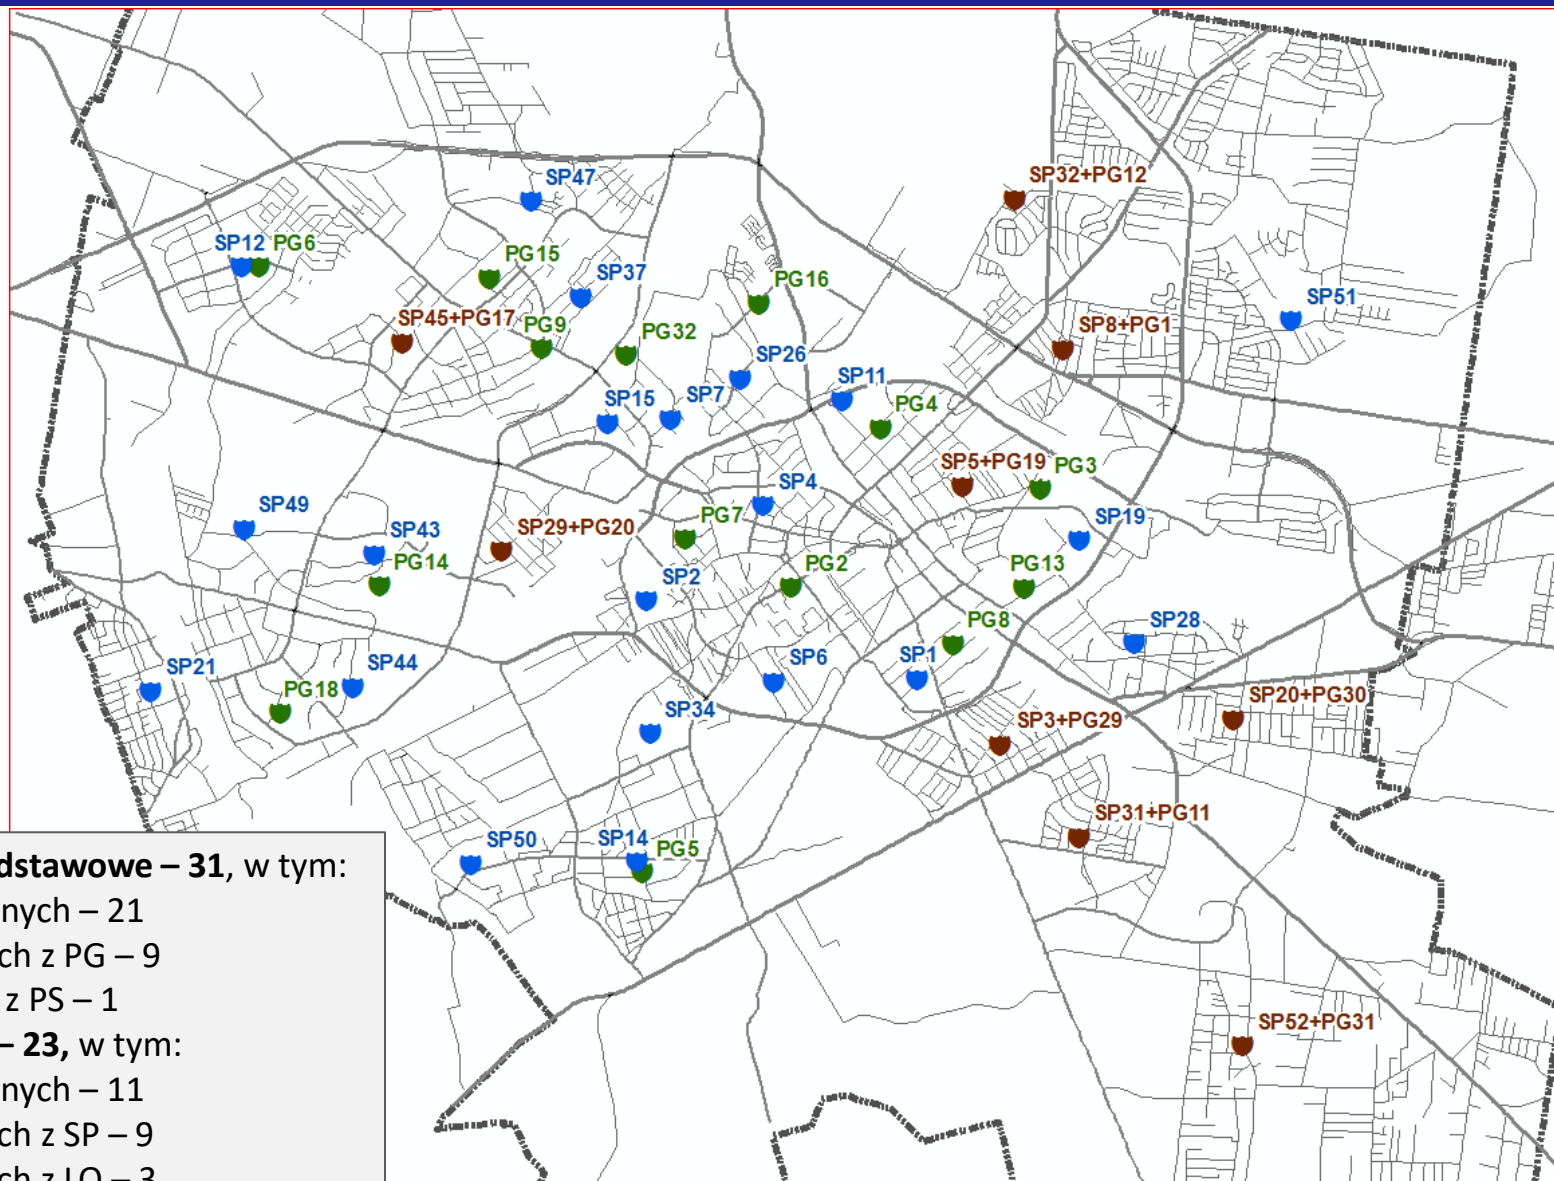 SP47
SP32+PG12
SP12
PG6
PG15
SP37
PG16
SP51
SP45+PG17
PG9
PG32
SP8+PG1
SP26
SP11
SP15
SP7
PG4
SP5+PG19
PG3
SP4
SP49
SP43
SP29+PG20
PG7
SP19
PG14
SP2
PG2
PG13
PG8
SP28
SP21
SP44
SP6
SP1
PG18
SP34
SP3+PG29
SP20+PG30
SP31+PG11
SP50
SP14
PG5
SP52+PG31
dstawowe – 31, w tym:
nych – 21
ch z PG – 9
z PS – 1
– 23, w tym:
nych – 11
ch z SP – 9
ch z LO – 3